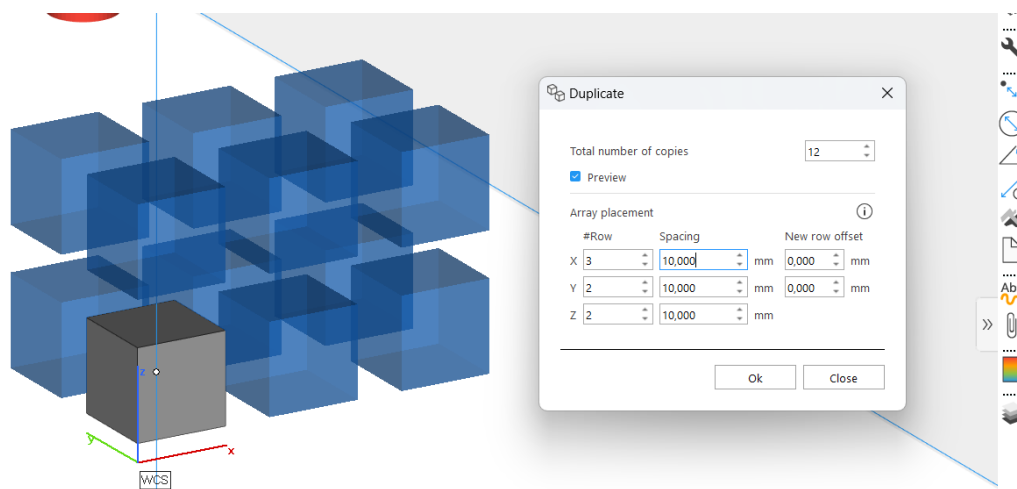 Duplicate
Total number of copies 12
Preview
Array placement
#Row Spacing New row offset
X 3 10,000 mm 0,000 mm
Y 2 10,000 mm 0,000 mm
Z 2 10,000 mm
Ok Close
Ab
»
z
y
x
WCS